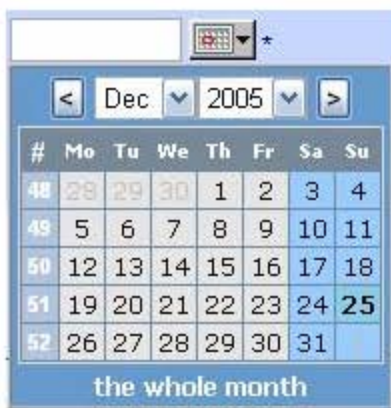 *
< Dec 2005 >
# Mo Tu We Th Fr Sa Su
48 28 29 30 1 2 3 4
49 5 6 7 8 9 10 11
50 12 13 14 15 16 17 18
51 19 20 21 22 23 24 25
52 26 27 28 29 30 31
the whole month